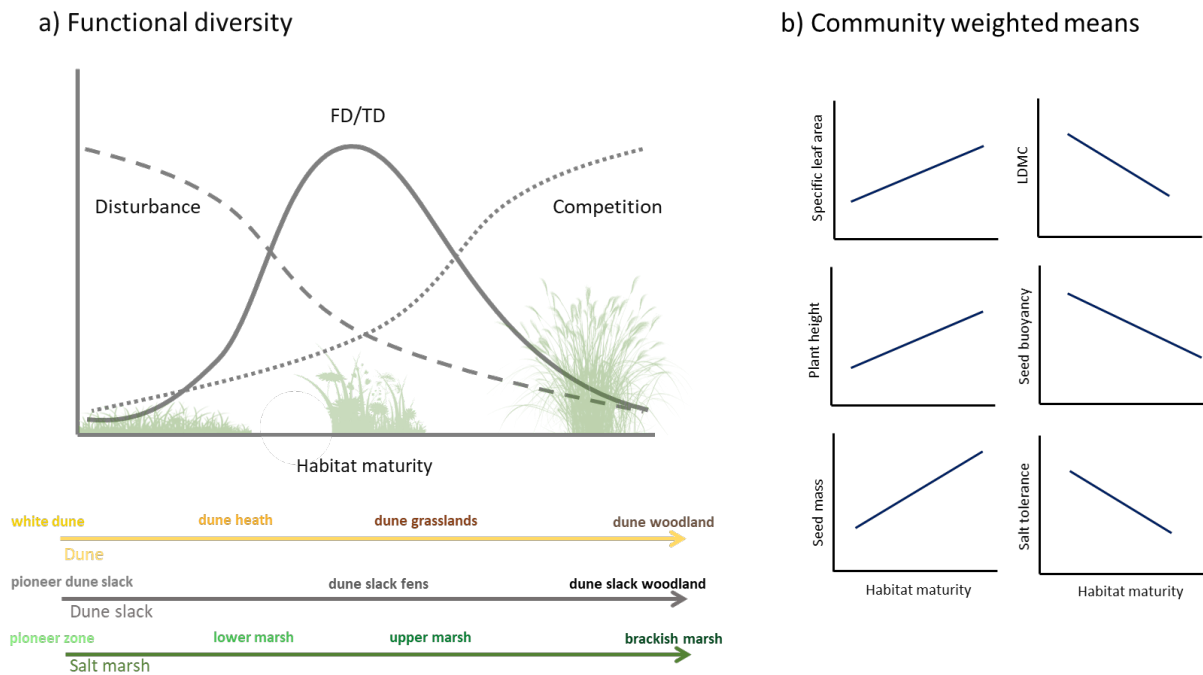 a) Functional diversity
FD/TD
Disturbance
Competition
Habitat maturity
white dune
dune heath
dune grasslands
dune woodland
Dune
pioneer dune slack
dune slack fens
dune slack woodland
Dune slack
pioneer zone
lower marsh
upper marsh
brackish marsh
Salt marsh
b) Community weighted means
Specific leaf area
LDMC
Plant height
Seed buoyancy
Seed mass
Salt tolerance
Habitat maturity
Habitat maturity